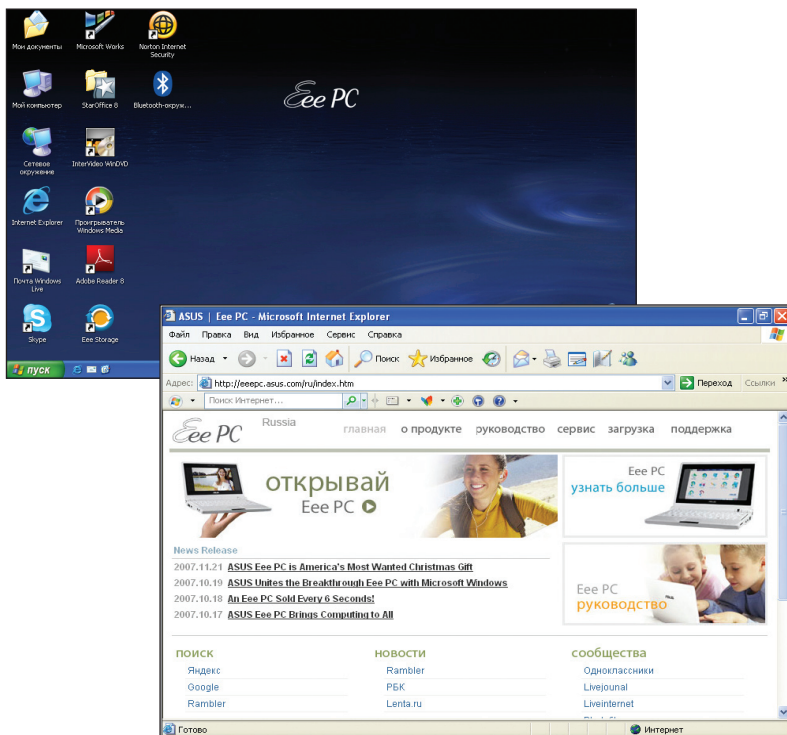 Мои документы
Microsoft Works
Norton Internet
Security
Eee PC
Мой компьютер
StarOffice 8
Bluetooth-окруж...
Сетевое
окружение
InterVideo WinDVD
Internet Explorer
Проигрыватель
Windows Media
Почта Windows
Live
Adobe Reader 8
Skype
Eee Storage
пуск
ASUS | Eee PC - Microsoft Internet Explorer
Файл Правка Вид Избранное Сервис Справка
Назад Поиск Избранное
Адрес: http://eeepc.asus.com/ru/index.htm Переход Ссылки »
Поиск Интернет...
Eee PC Russia главная о продукте руководство сервис загрузка поддержка
открывай
Eee PC
Eee PC
узнать больше
News Release
2007.11.21 ASUS Eee PC is America's Most Wanted Christmas Gift
2007.10.19 ASUS Unites the Breakthrough Eee PC with Microsoft Windows
2007.10.18 An Eee PC Sold Every 6 Seconds!
2007.10.17 ASUS Eee PC Brings Computing to All
Eee PC
руководство
поиск новости сообщества
Яндекс Rambler Одноклассники
Google РБК Livejounal
Rambler Lenta.ru Liveinternet
Готово Интернет